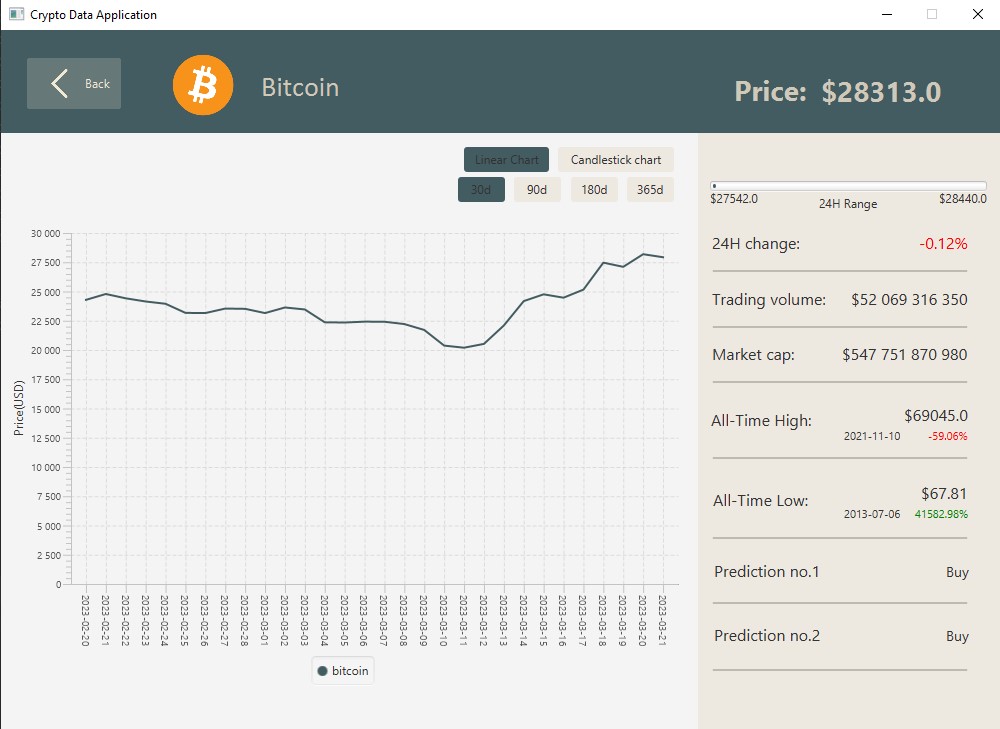 Crypto Data Application
Back
Bitcoin
Price: $28313.0
Linear Chart Candlestick chart
30d 90d 180d 365d
30 000
27 500
25 000
22 500
20 000
17 500
15 000
12 500
10 000
7 500
5 000
2 500
0
Price(USD)
2023-02-20
2023-02-21
2023-02-22
2023-02-23
2023-02-24
2023-02-25
2023-02-26
2023-02-27
2023-02-28
2023-03-01
2023-03-02
2023-03-03
2023-03-04
2023-03-05
2023-03-06
2023-03-07
2023-03-08
2023-03-09
2023-03-10
2023-03-11
2023-03-12
2023-03-13
2023-03-14
2023-03-15
2023-03-16
2023-03-17
2023-03-18
2023-03-19
2023-03-20
2023-03-21
bitcoin
$27542.0 24H Range $28440.0
24H change: -0.12%
Trading volume: $52 069 316 350
Market cap: $547 751 870 980
All-Time High: $69045.0
2021-11-10 -59.06%
All-Time Low: $67.81
2013-07-06 41582.98%
Prediction no.1 Buy
Prediction no.2 Buy